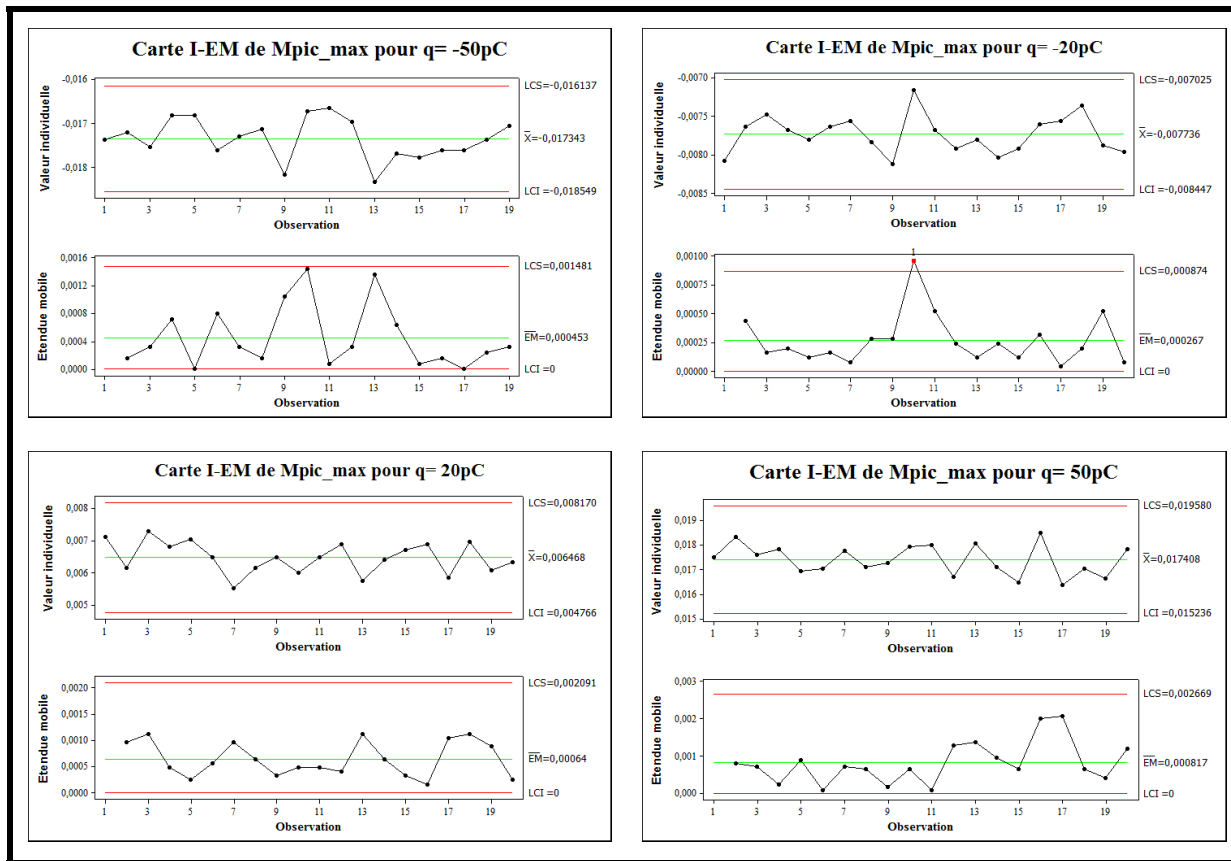 Carte I-EM de Mpic_max pour q= -50pC
Valeur individuelle
-0,016
-0,017
-0,018
LCS=-0,016137
X=-0,017343
LCI =-0,018549
1 3 5 7 9 11 13 15 17 19
Observation
Etendue mobile
0,0016
0,0012
0,0008
0,0004
0,0000
LCS=0,001481
EM=0,000453
LCI =0
1 3 5 7 9 11 13 15 17 19
Observation
Carte I-EM de Mpic_max pour q= -20pC
Valeur individuelle
-0,0070
-0,0075
-0,0080
-0,0085
LCS=-0,007025
X=-0,007736
LCI =-0,008447
1 3 5 7 9 11 13 15 17 19
Observation
Etendue mobile
0,00100
0,00075
0,00050
0,00025
0,00000
1
LCS=0,000874
EM=0,000267
LCI =0
1 3 5 7 9 11 13 15 17 19
Observation
Carte I-EM de Mpic_max pour q= 20pC
Valeur individuelle
0,008
0,007
0,006
0,005
LCS=0,008170
X=0,006468
LCI =0,004766
1 3 5 7 9 11 13 15 17 19
Observation
Etendue mobile
0,0020
0,0015
0,0010
0,0005
0,0000
LCS=0,002091
EM=0,00064
LCI =0
1 3 5 7 9 11 13 15 17 19
Observation
Carte I-EM de Mpic_max pour q= 50pC
Valeur individuelle
0,019
0,018
0,017
0,016
0,015
LCS=0,019580
X=0,017408
LCI =0,015236
1 3 5 7 9 11 13 15 17 19
Observation
Etendue mobile
0,003
0,002
0,001
0,000
LCS=0,002669
EM=0,000817
LCI =0
1 3 5 7 9 11 13 15 17 19
Observation